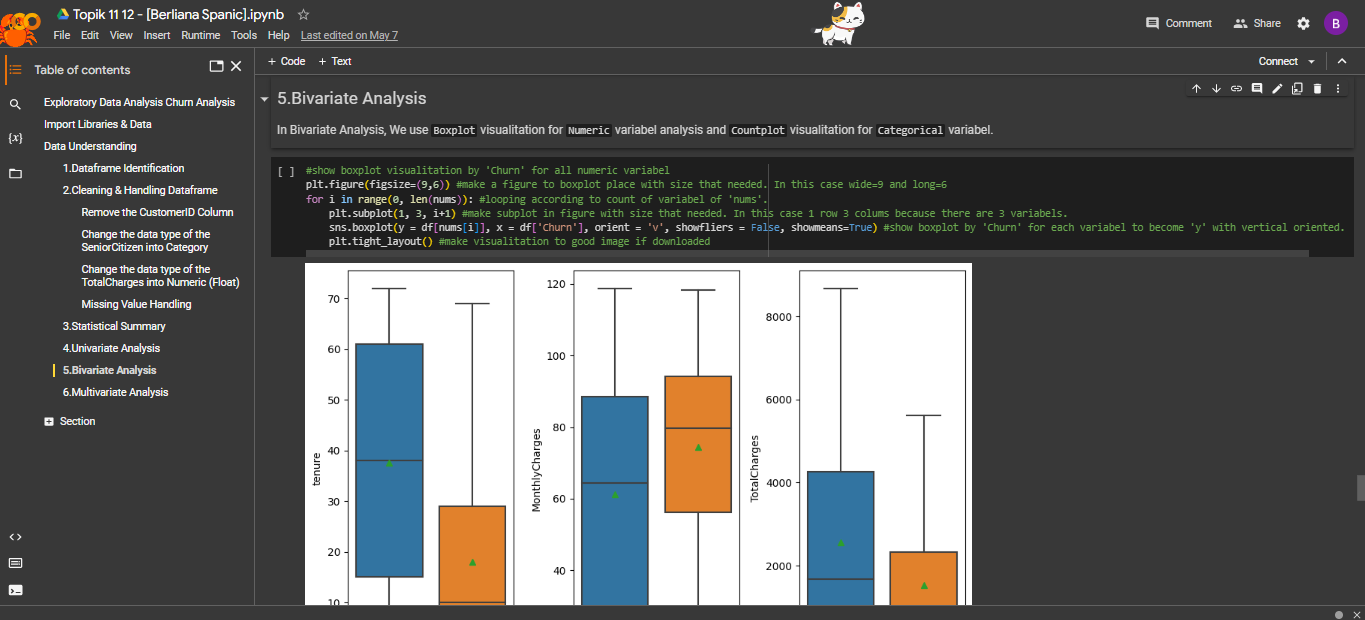 Topik 11 12 - [Berliana Spanic].ipynb
File Edit View Insert Runtime Tools Help Last edited on May 7
Comment Share B
Table of contents
Exploratory Data Analysis Churn Analysis
Import Libraries & Data
Data Understanding
1.Dataframe Identification
2.Cleaning & Handling Dataframe
Remove the CustomerID Column
Change the data type of the
SeniorCitizen into Category
Change the data type of the
TotalCharges into Numeric (Float)
Missing Value Handling
3.Statistical Summary
4.Univariate Analysis
5.Bivariate Analysis
6.Multivariate Analysis
Section
+ Code + Text
Connect
5.Bivariate Analysis
In Bivariate Analysis, We use Boxplot visualitation for Numeric variabel analysis and Countplot visualitation for Categorical variabel.
[ ] #show boxplot visualitation by 'Churn' for all numeric variabel
plt.figure(figsize=(9,6)) #make a figure to boxplot place with size that needed. In this case wide=9 and long=6
for i in range(0, len(nums)): #looping according to count of variabel of 'nums'.
plt.subplot(1, 3, i+1) #make subplot in figure with size that needed. In this case 1 row 3 colums because there are 3 variabels.
sns.boxplot(y = df[nums[i]], x = df['Churn'], orient = 'v', showfliers = False, showmeans=True) #show boxplot by 'Churn' for each variabel to become 'y' with vertical oriented.
plt.tight_layout() #make visualitation to good image if downloaded
tenure
70
60
50
40
30
20
10
MonthlyCharges
120
100
80
60
40
TotalCharges
8000
6000
4000
2000